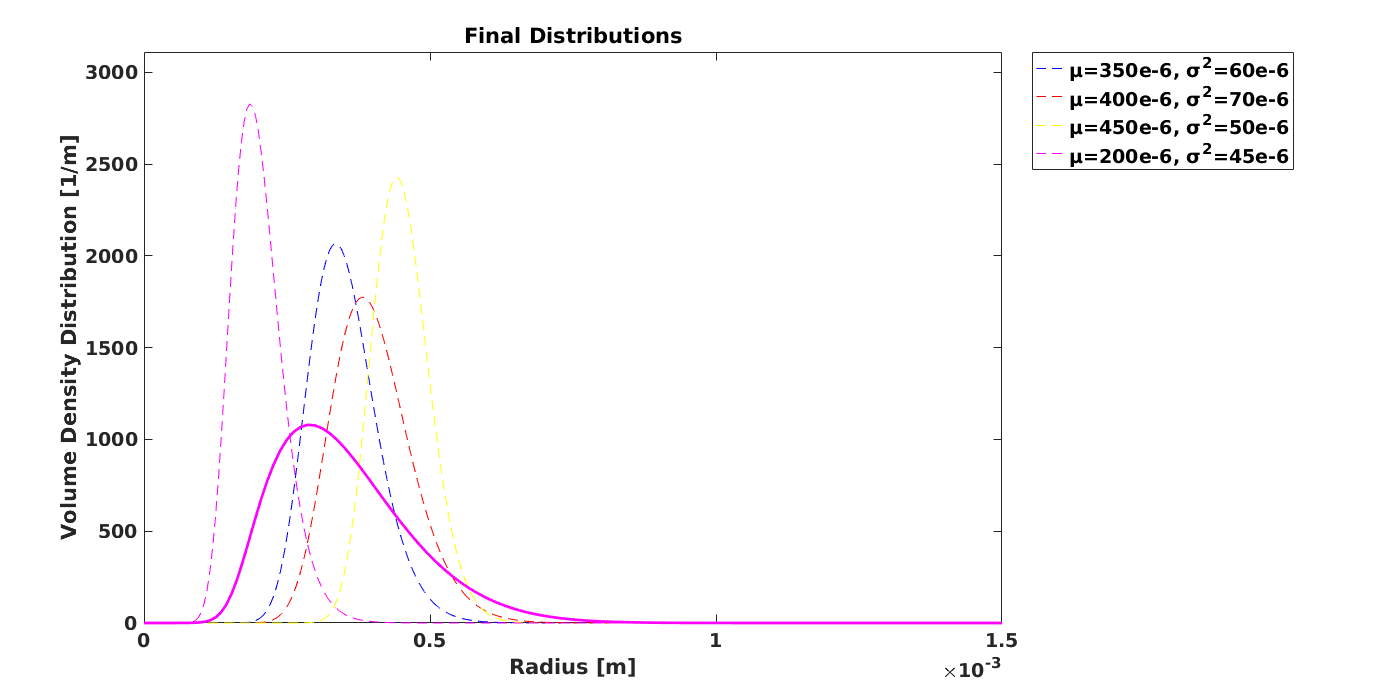 Final Distributions
μ=350e-6, σ²=60e-6
μ=400e-6, σ²=70e-6
μ=450e-6, σ²=50e-6
μ=200e-6, σ²=45e-6
Volume Density Distribution [1/m]
3000
2500
2000
1500
1000
500
0
0 0.5 1 1.5
Radius [m]
×10⁻³